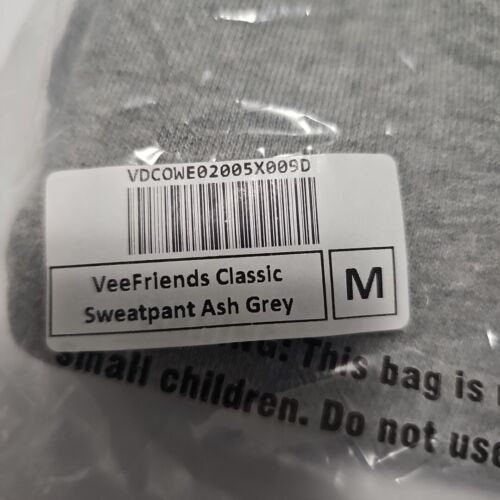 VDCOWE02005X009D
VeeFriends Classic
Sweatpant Ash Grey
M
This bag is
small children. Do not use